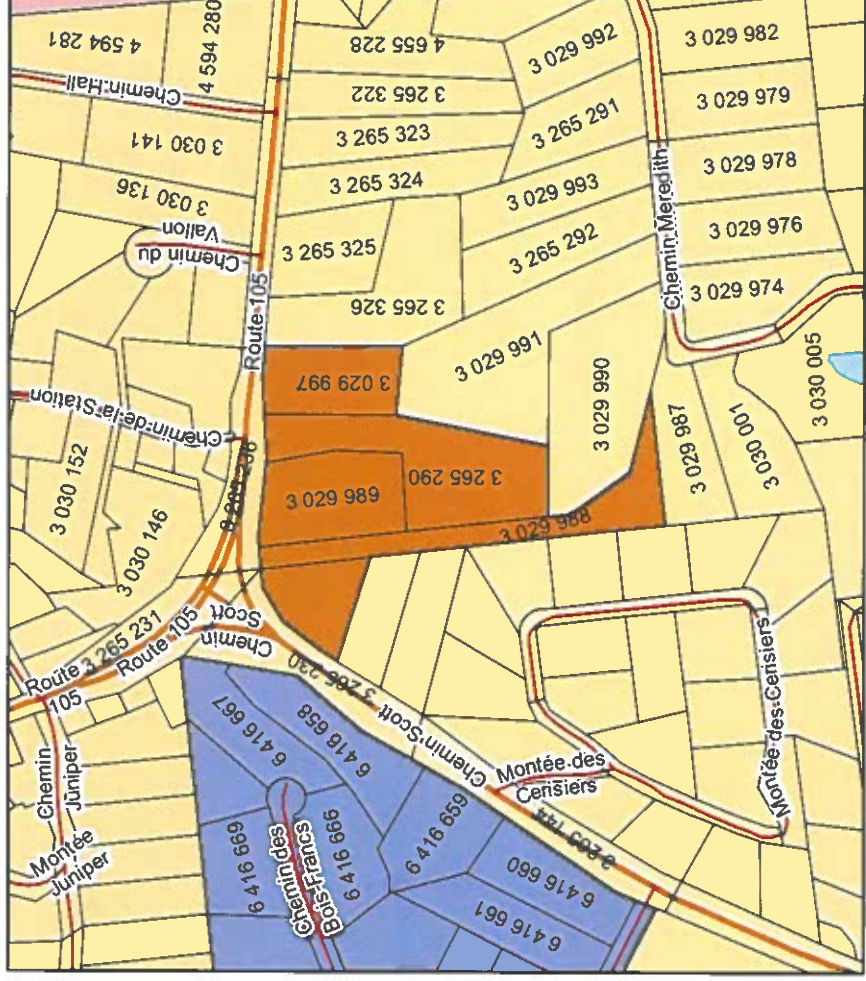 4 594 281
4 594 280
4 655 228
3 029 992
3 029 982
Chemin Hall
3 265 322
3 265 291
3 029 979
3 030 141
3 265 323
3 030 136
3 265 324
3 029 993
3 029 978
Chemin du
Vallon
3 265 325
3 265 292
3 029 976
Chemin Meredith
3 029 974
Route 105
3 265 326
3 029 991
3 029 997
3 029 990
3 030 005
Chemin-de-la-Station
3 030 152
3 029 987
3 030 001
3 029 989
3 265 290
3 029 988
3 030 146
Chemin
Scott
Route 105
3 265 231
Route
105
3 265 230
Chemin Scott
Chemin
Juniper
Montée
Juniper
6 416 667
6 416 658
6 416 669
6 416 666
Chemin des
Bois-Francs
6 416 659
6 416 660
6 416 661
Montée des
Cerisiers
Montée-des-Cerisiers